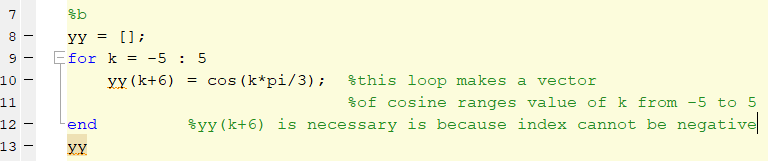 7 %b
8 – yy = [];
9 – for k = -5 : 5
10 – yy(k+6) = cos(k*pi/3); %this loop makes a vector
11 %of cosine ranges value of k from -5 to 5
12 – end %yy(k+6) is necessary is because index cannot be negative
13 – yy